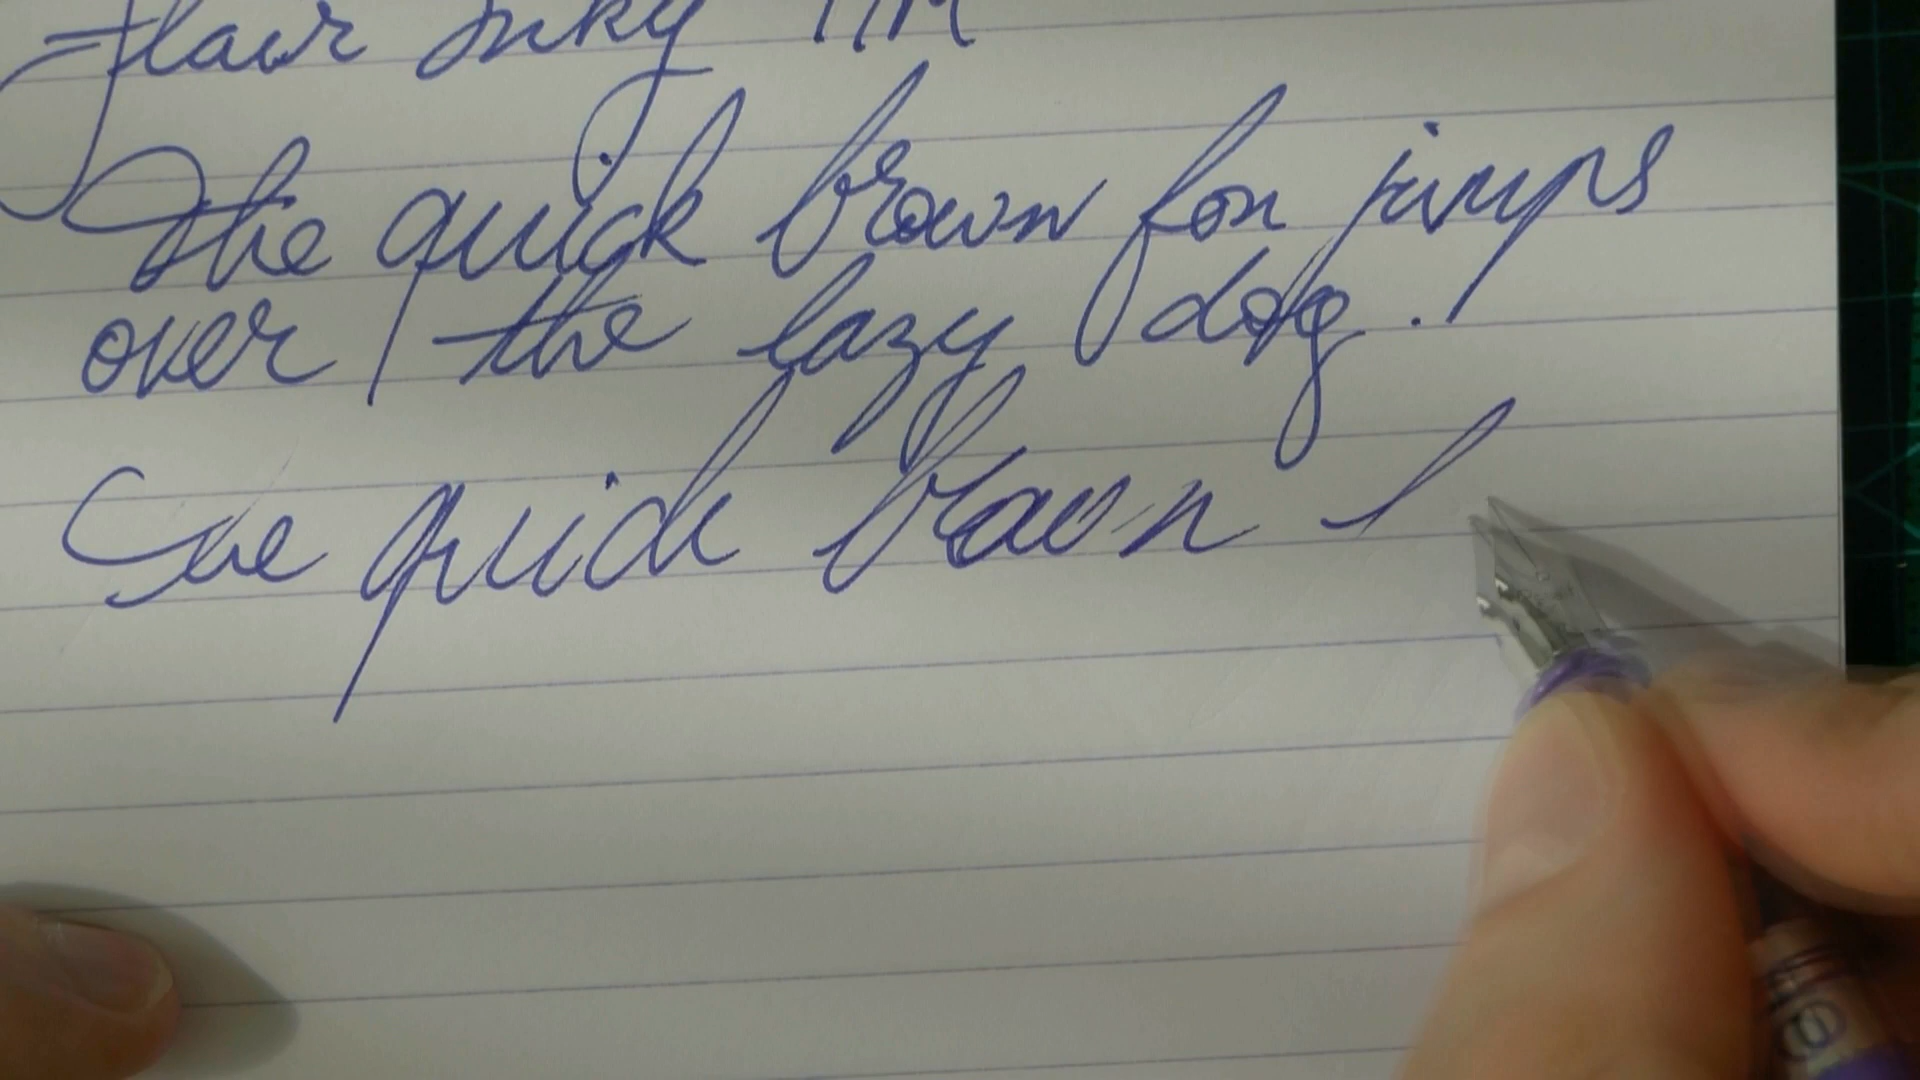 Flair Inky
The quick brown fox jumps
over the lazy dog.
The quick brown